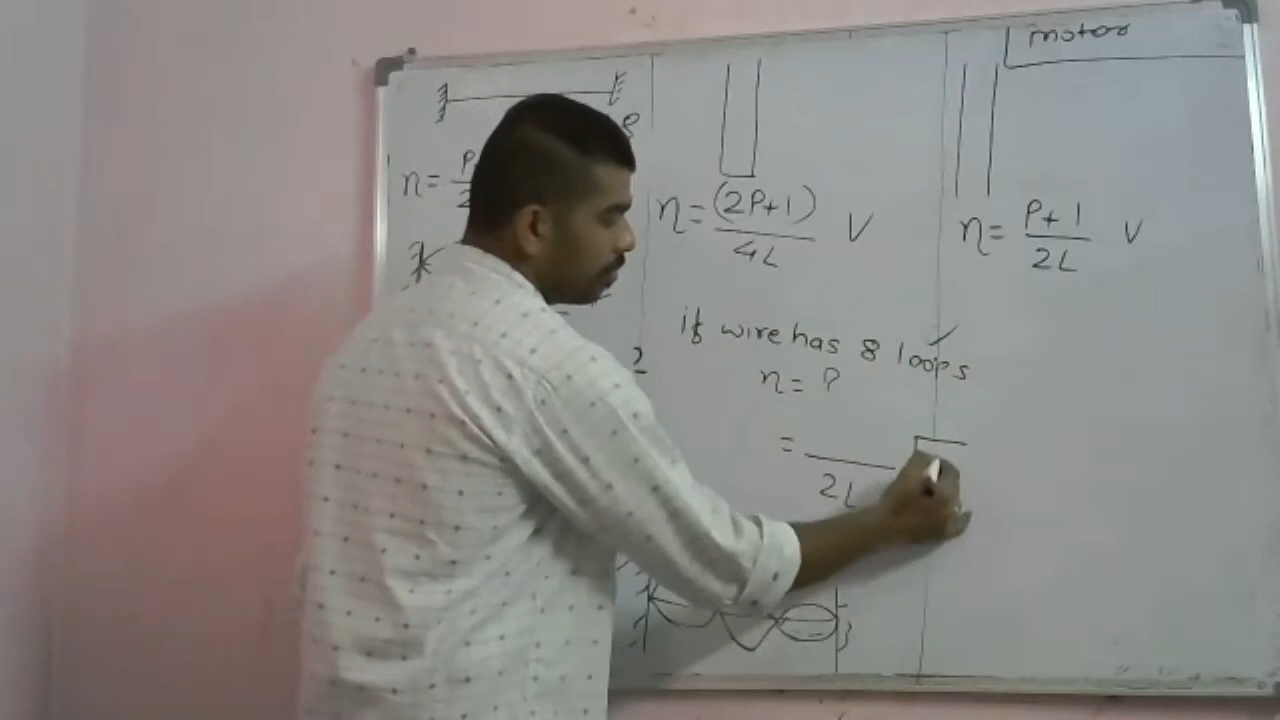 motor
n =
n = (2P+1)/4L V
n = P+1/2L V
if wire has 8 loops
2
n = P
= /2L